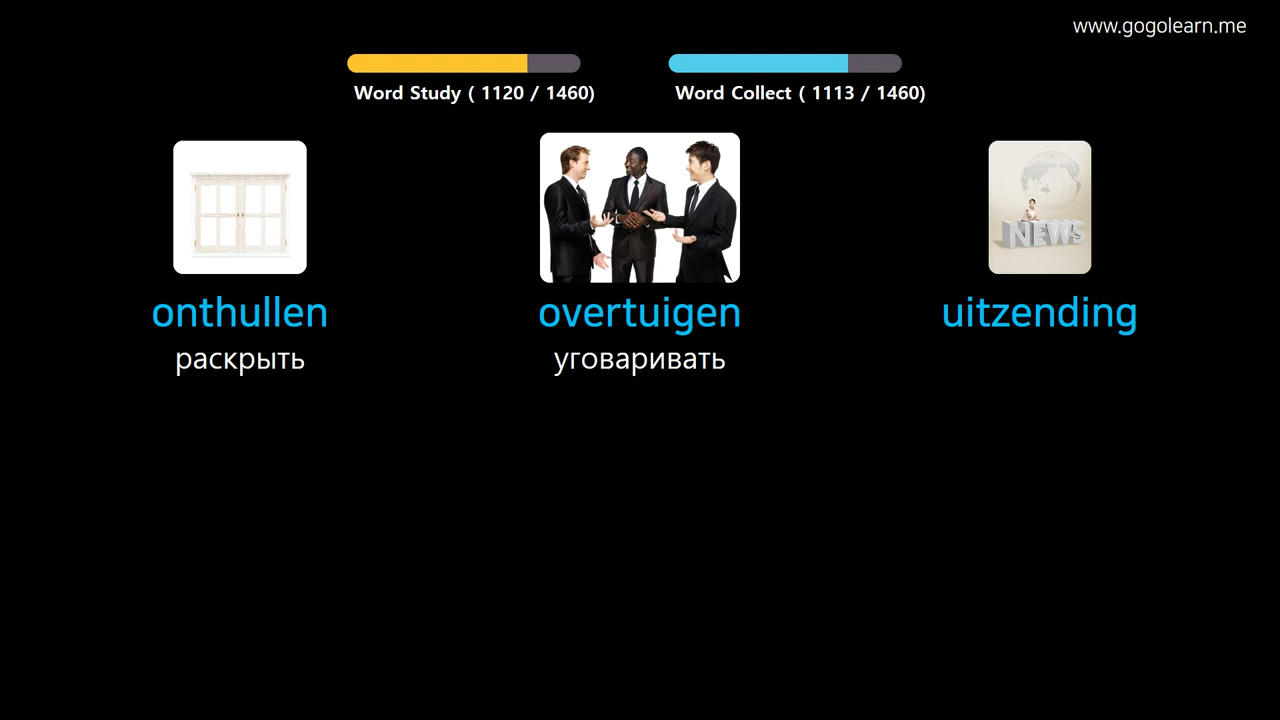 www.gogolearn.me
Word Study ( 1120 / 1460)
Word Collect ( 1113 / 1460)
NEWS
onthullen
overtuigen
uitzending
раскрыть
уговаривать